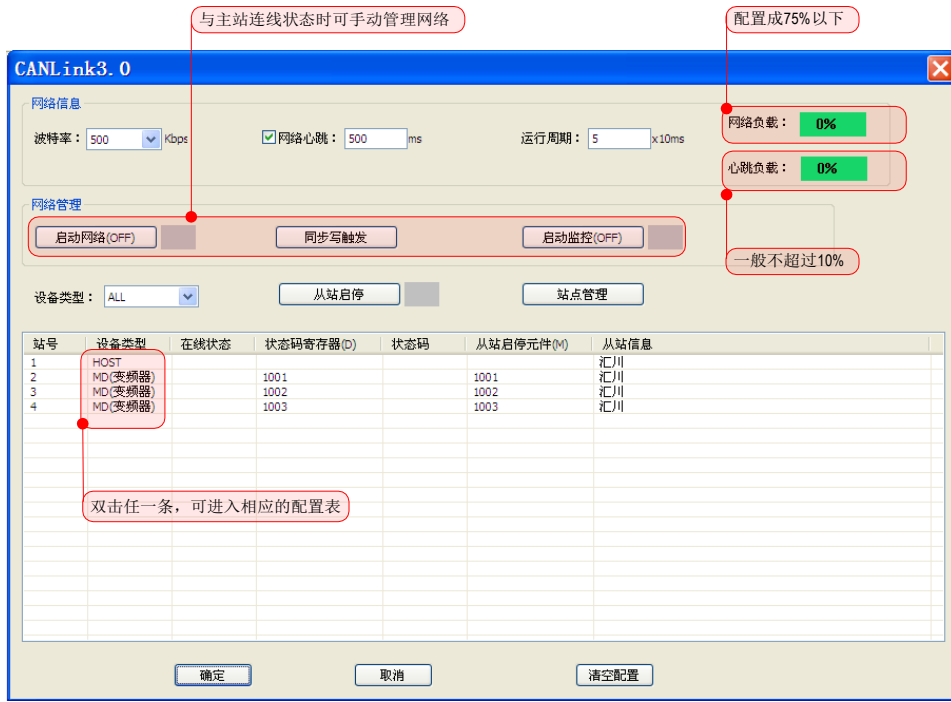 与主站连线状态时可手动管理网络
配置成75%以下
CANLink3.0
网络信息
波特率： 500 Kbps 网络心跳： 500 ms 运行周期： 5 x10ms 网络负载： 0%
心跳负载： 0%
网络管理
启动网络(OFF) 同步写触发 启动监控(OFF)
一般不超过10%
设备类型： ALL 从站启停 站点管理
站号 设备类型 在线状态 状态码寄存器(D) 状态码 从站启停元件(M) 从站信息
1 HOST 汇川
2 MD(变频器) 1001 1001 汇川
3 MD(变频器) 1002 1002 汇川
4 MD(变频器) 1003 1003 汇川
双击任一条，可进入相应的配置表
确定 取消 清空配置